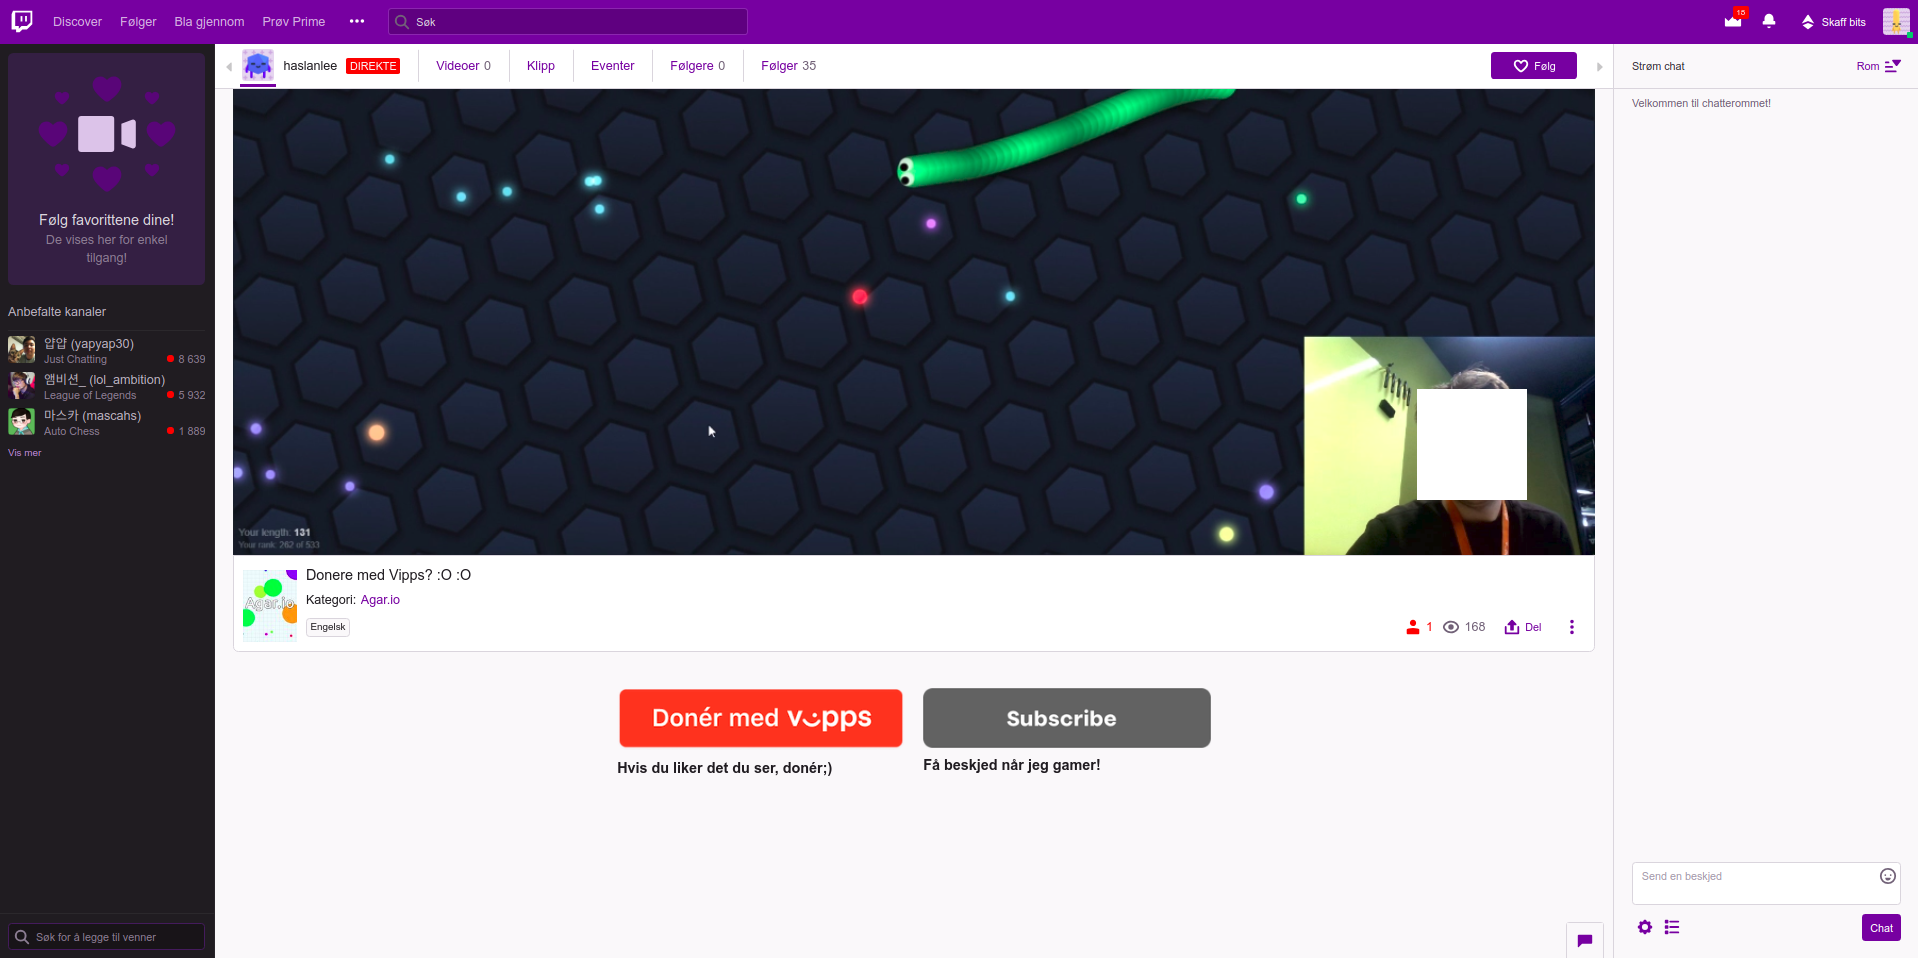 Discover Følger Bla gjennom Prøv Prime ••• Søk 15 Skaff bits
haslanlee DIREKTE Videoer 0 Klipp Eventer Følgere 0 Følger 35 Følg
Strøm chat Rom
Velkommen til chatterommet!
Følg favorittene dine!
De vises her for enkel
tilgang!
Anbefalte kanaler
얍얍 (yapyap30)
Just Chatting 8 639
앰비션_ (lol_ambition)
League of Legends 5 932
마스카 (mascahs)
Auto Chess 1 889
Vis mer
Your length: 131
Your rank: 262 of 533
Donere med Vipps? :O :O
Agar.io
Kategori: Agar.io
Engelsk
1 168 Del
Donér med vipps
Subscribe
Hvis du liker det du ser, donér;)
Få beskjed når jeg gamer!
Send en beskjed
Chat
Søk for å legge til venner